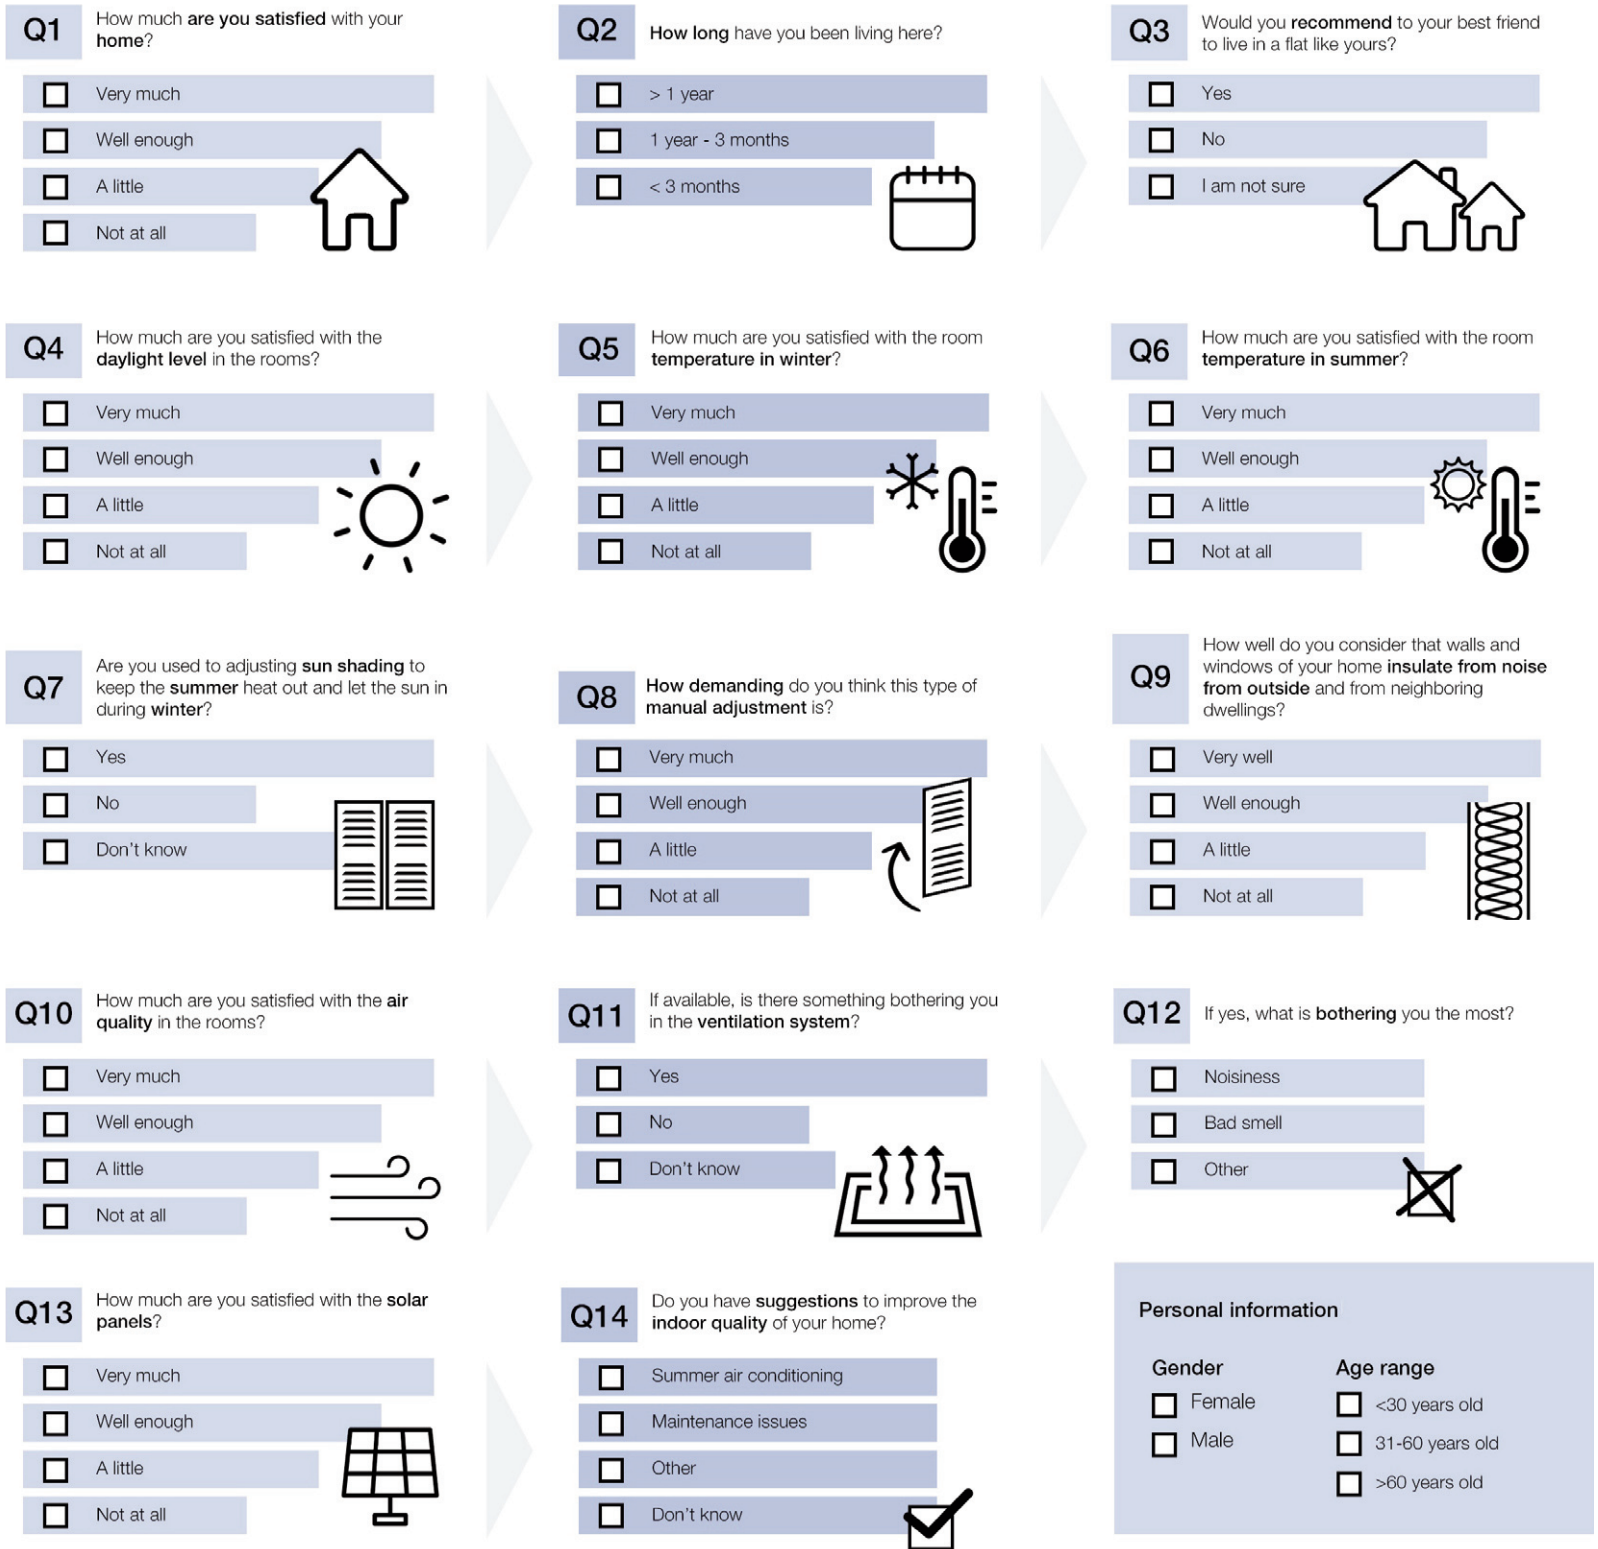 Q1
How much are you satisfied with your
home?
Very much
Well enough
A little
Not at all
Q2
How long have you been living here?
> 1 year
1 year - 3 months
< 3 months
Q3
Would you recommend to your best friend
to live in a flat like yours?
Yes
No
I am not sure
Q4
How much are you satisfied with the
daylight level in the rooms?
Very much
Well enough
A little
Not at all
Q5
How much are you satisfied with the room
temperature in winter?
Very much
Well enough
A little
Not at all
Q6
How much are you satisfied with the room
temperature in summer?
Very much
Well enough
A little
Not at all
Q7
Are you used to adjusting sun shading to
keep the summer heat out and let the sun in
during winter?
Yes
No
Don't know
Q8
How demanding do you think this type of
manual adjustment is?
Very much
Well enough
A little
Not at all
Q9
How well do you consider that walls and
windows of your home insulate from noise
from outside and from neighboring
dwellings?
Very well
Well enough
A little
Not at all
Q10
How much are you satisfied with the air
quality in the rooms?
Very much
Well enough
A little
Not at all
Q11
If available, is there something bothering you
in the ventilation system?
Yes
No
Don't know
Q12
If yes, what is bothering you the most?
Noisiness
Bad smell
Other
Q13
How much are you satisfied with the solar
panels?
Very much
Well enough
A little
Not at all
Q14
Do you have suggestions to improve the
indoor quality of your home?
Summer air conditioning
Maintenance issues
Other
Don't know
Personal information
Gender
Female
Male
Age range
<30 years old
31-60 years old
>60 years old